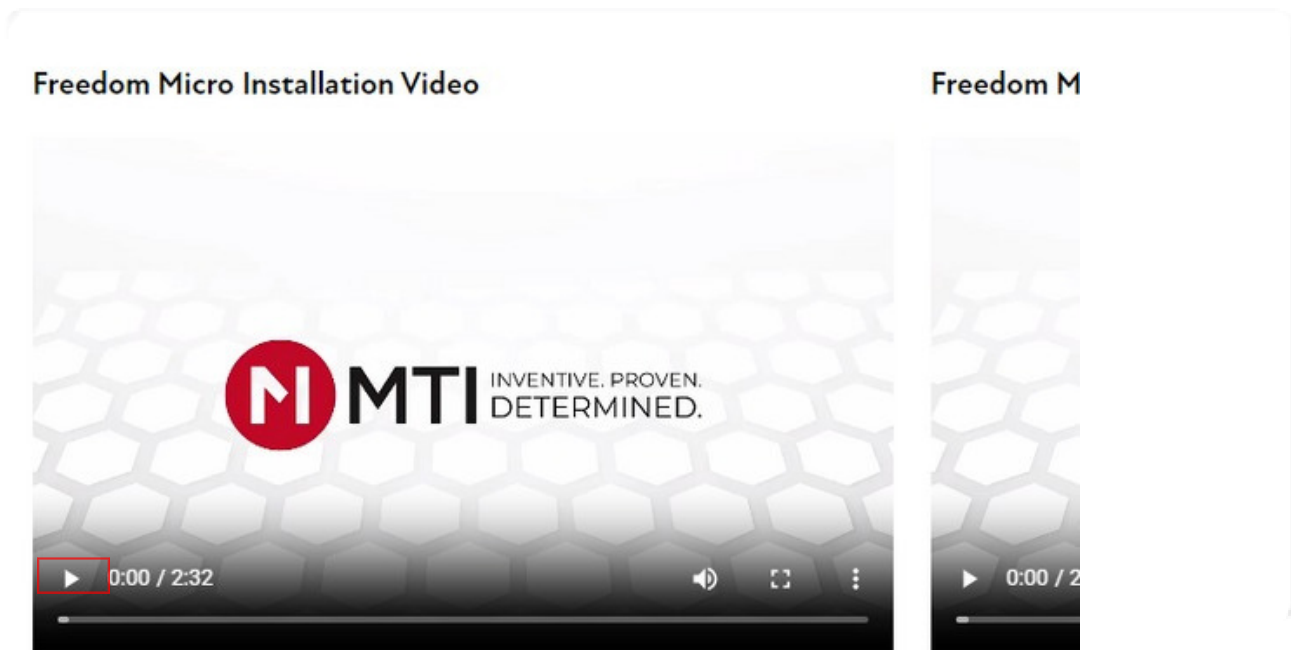 Freedom Micro Installation Video
Freedom M
MTI INVENTIVE. PROVEN.
DETERMINED.
0:00 / 2:32
0:00 / 2